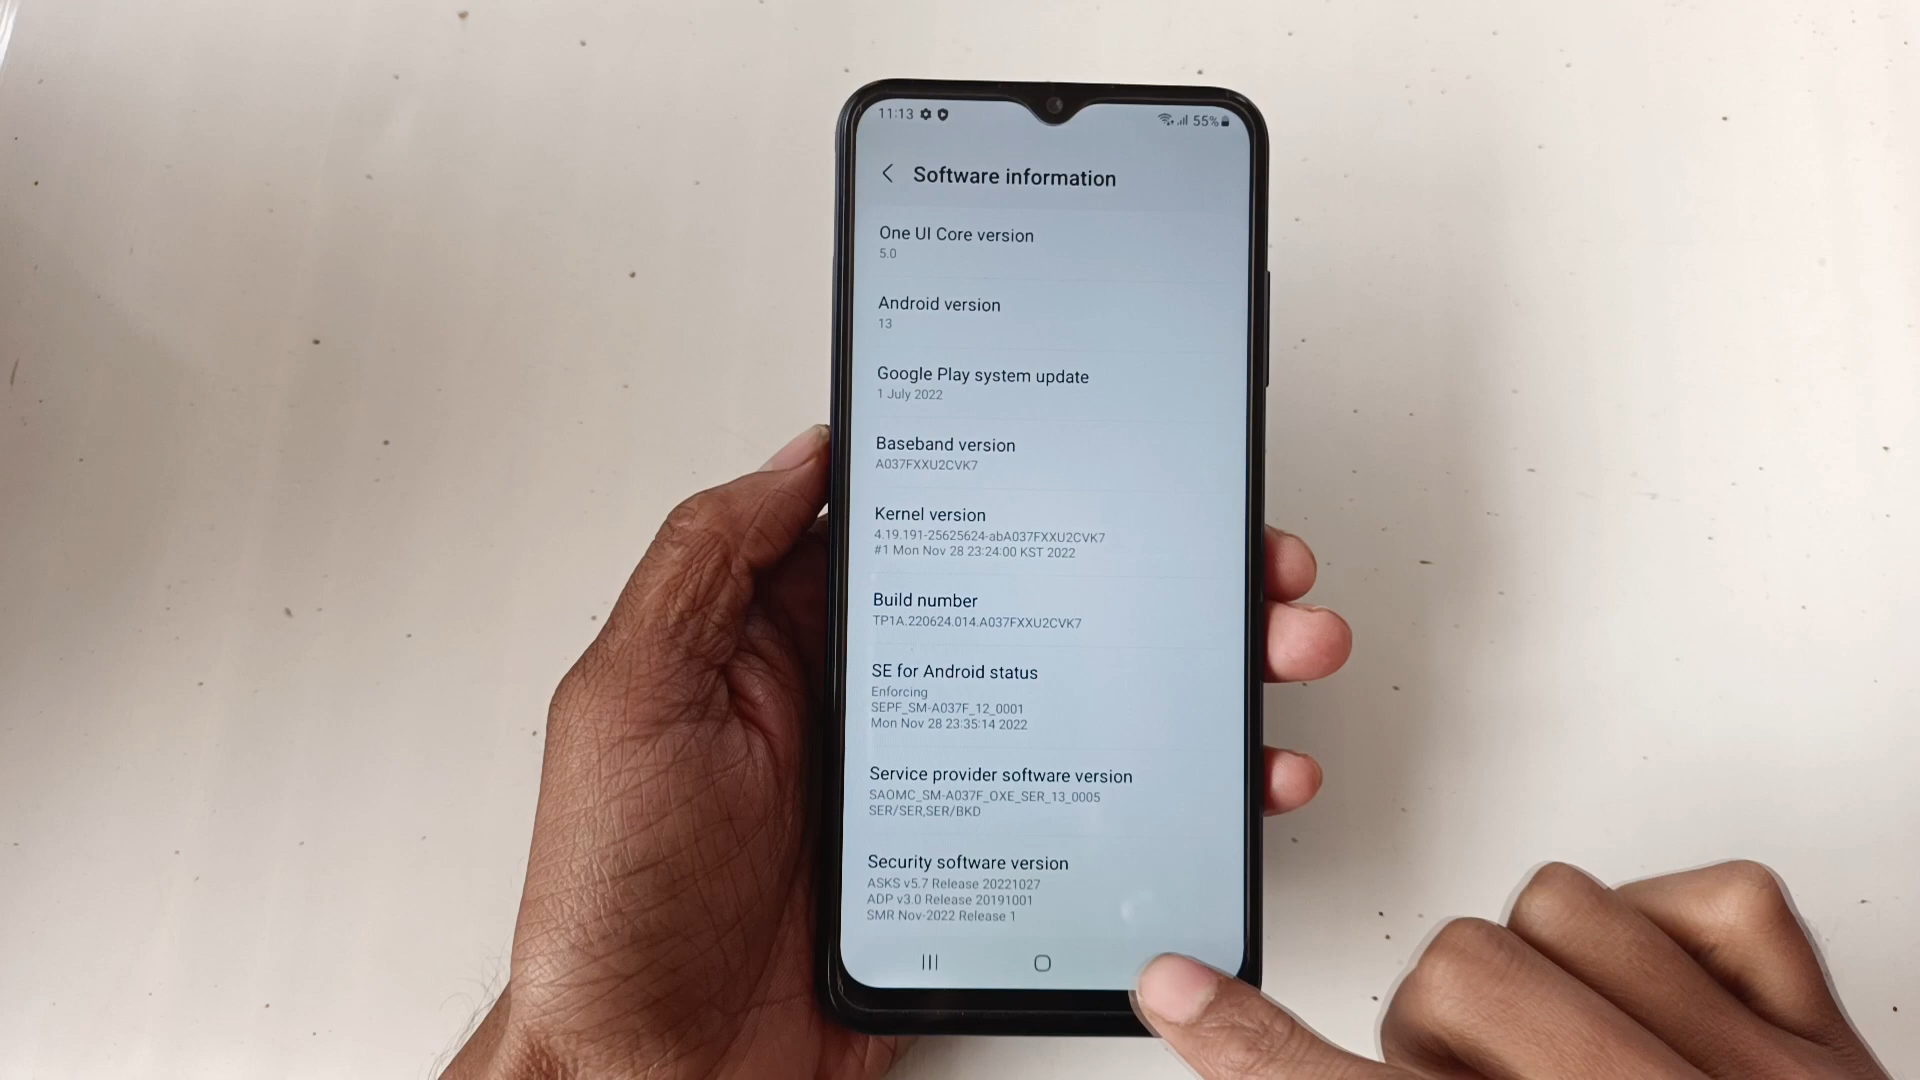 11:13
55%
Software information
One UI Core version
5.0
Android version
13
Google Play system update
1 July 2022
Baseband version
A037FXXU2CVK7
Kernel version
4.19.191-25625624-abA037FXXU2CVK7
#1 Mon Nov 28 23:24:00 KST 2022
Build number
TP1A.220624.014.A037FXXU2CVK7
SE for Android status
Enforcing
SEPF_SM-A037F_12_0001
Mon Nov 28 23:35:14 2022
Service provider software version
SAOMC_SM-A037F_OXE_SER_13_0005
SER/SER,SER/BKD
Security software version
ASKS v5.7 Release 20221027
ADP v3.0 Release 20191001
SMR Nov-2022 Release 1